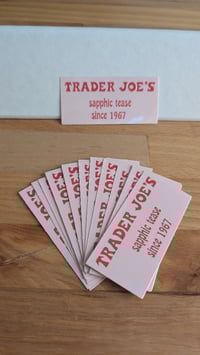 TRADER JOE'S
sapphic tease
since 1967
TRADER JOE'S
sapphic tease
since 1967